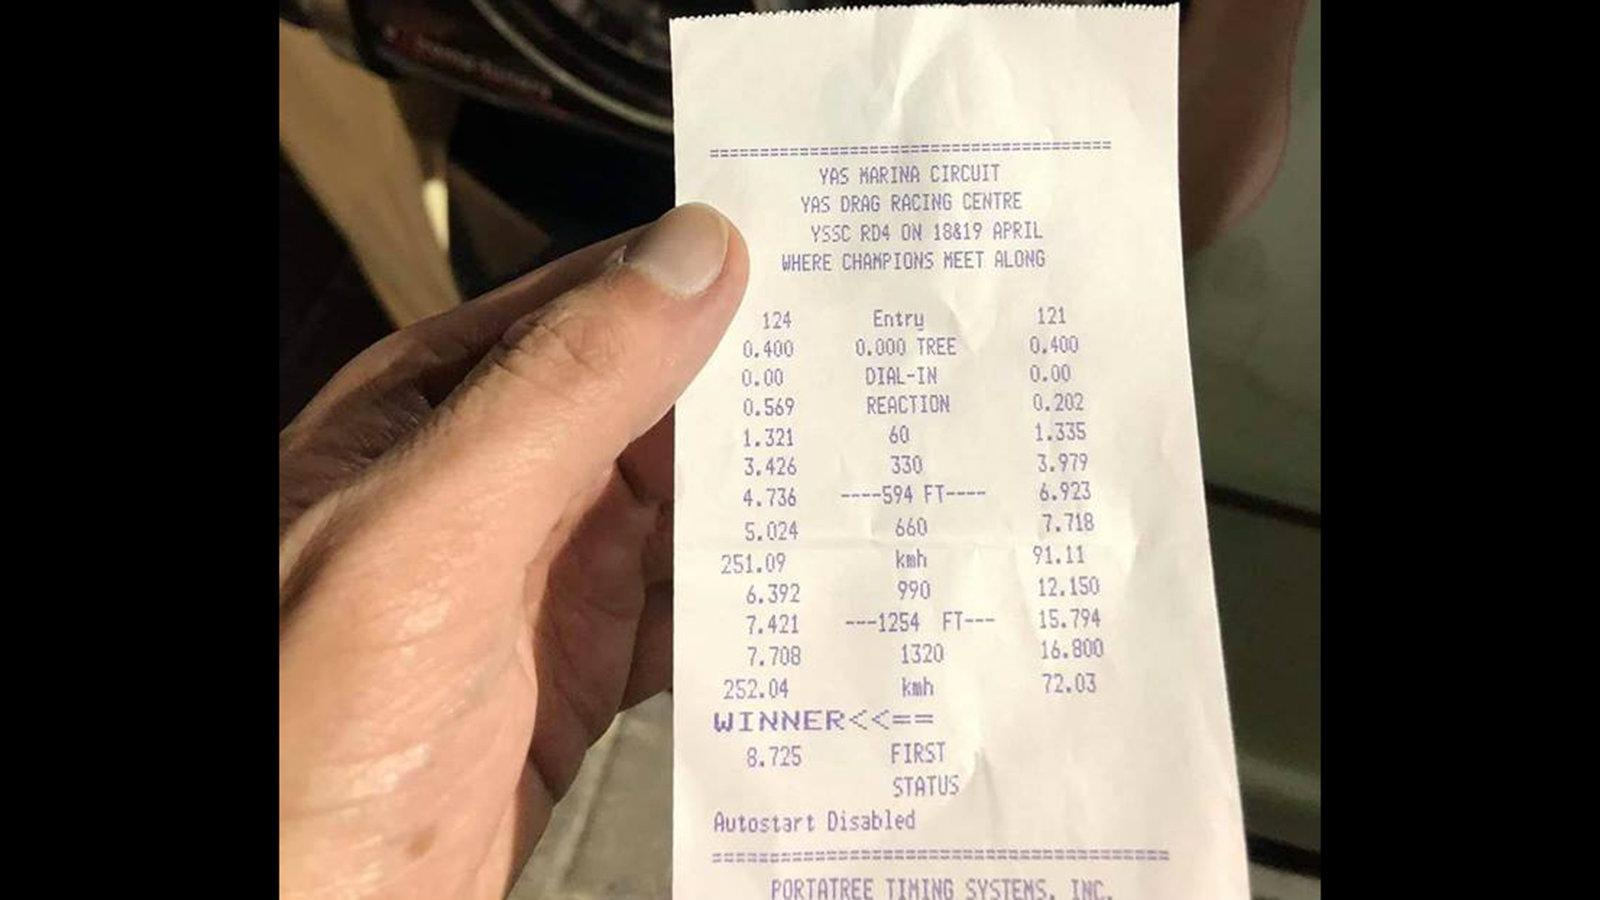 =======================================
YAS MARINA CIRCUIT
YAS DRAG RACING CENTRE
YSSC RD4 ON 18&19 APRIL
WHERE CHAMPIONS MEET ALONG
124 Entry 121
0.400 0.000 TREE 0.400
0.00 DIAL-IN 0.00
0.569 REACTION 0.202
1.321 60 1.335
3.426 330 3.979
4.736 ----594 FT---- 6.923
5.024 660 7.718
251.09 kmh 91.11
6.392 990 12.150
7.421 ---1254 FT--- 15.794
7.708 1320 16.800
252.04 kmh 72.03
WINNER<<==
8.725 FIRST
STATUS
Autostart Disabled
=======================================
PORTATREE TIMING SYSTEMS, INC.